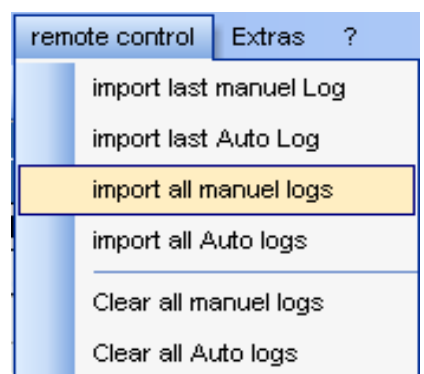 remote control Extras ?
import last manuel Log
import last Auto Log
import all manuel logs
import all Auto logs
Clear all manuel logs
Clear all Auto logs